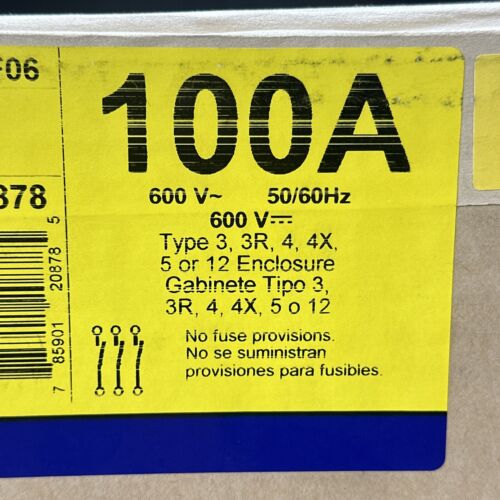 F06
100A
878
600 V~ 50/60Hz
600 V⎓
Type 3, 3R, 4, 4X,
5 or 12 Enclosure
Gabinete Tipo 3,
3R, 4, 4X, 5 o 12
No fuse provisions.
No se suministran
provisiones para fusibles.
7 85901 20878 5